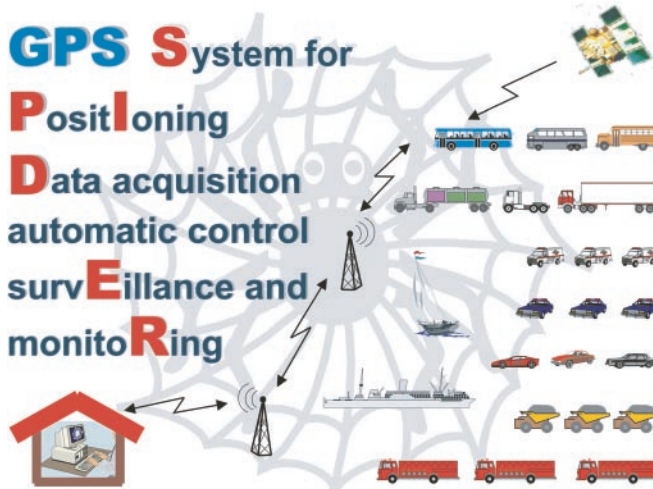 GPS System for
PositIoning
Data acquisition
automatic control
survEillance and
monitoRing